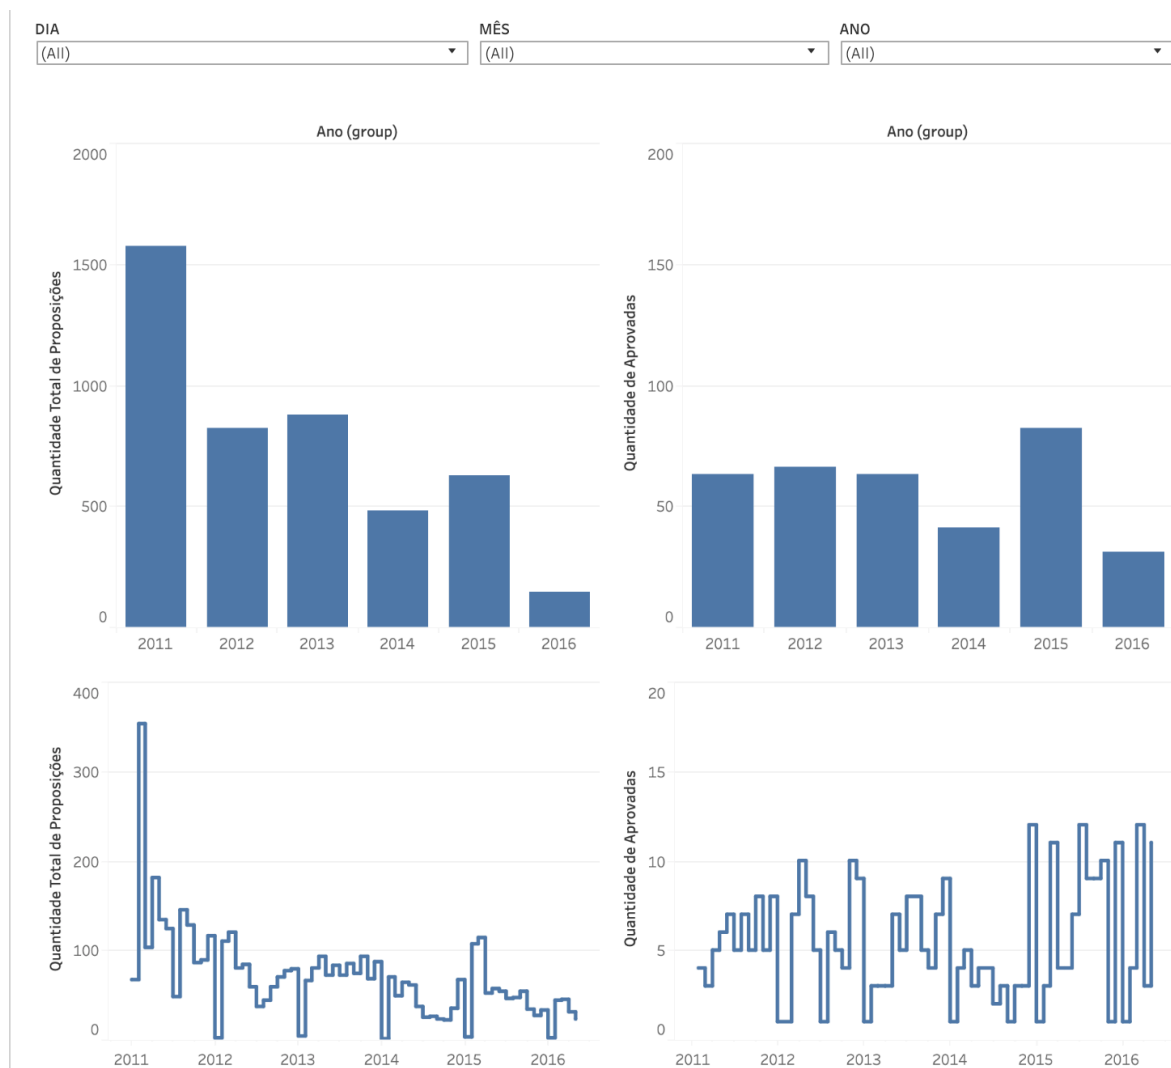 DIA MÊS ANO
(All) (All) (All)
Ano (group) Ano (group)
Quantidade Total de Proposições
2000
1500
1000
500
0
2011 2012 2013 2014 2015 2016
Quantidade de Aprovadas
200
150
100
50
0
2011 2012 2013 2014 2015 2016
Quantidade Total de Proposições
400
300
200
100
0
2011 2012 2013 2014 2015 2016
Quantidade de Aprovadas
20
15
10
5
0
2011 2012 2013 2014 2015 2016